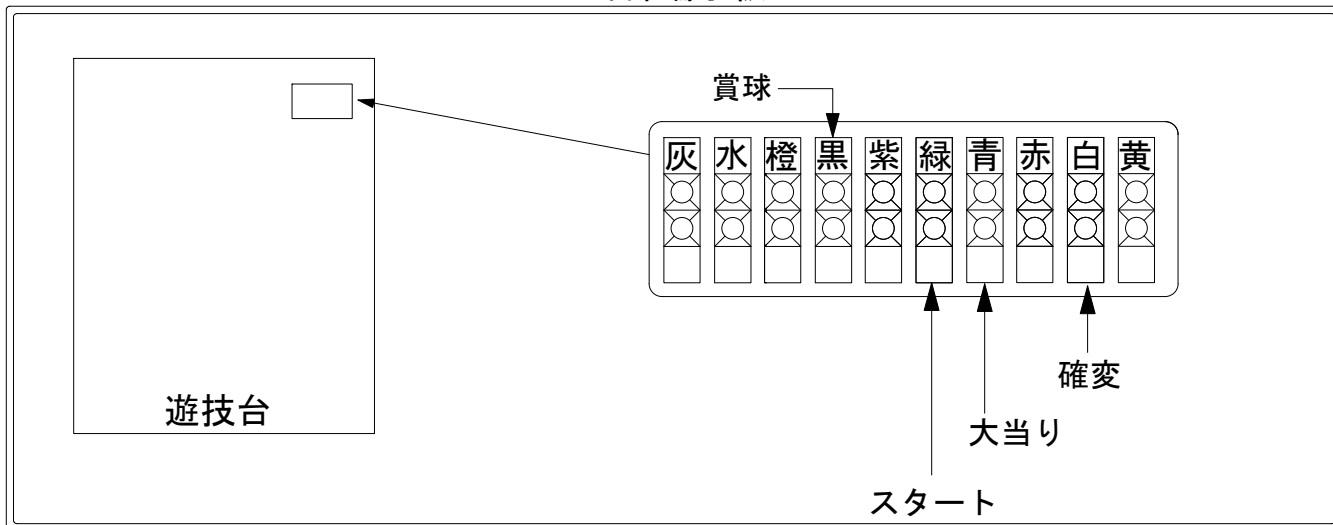 賞球
灰 水 橙 黒 紫 緑 青 赤 白 黄
確変
遊技台
大当り
スタート